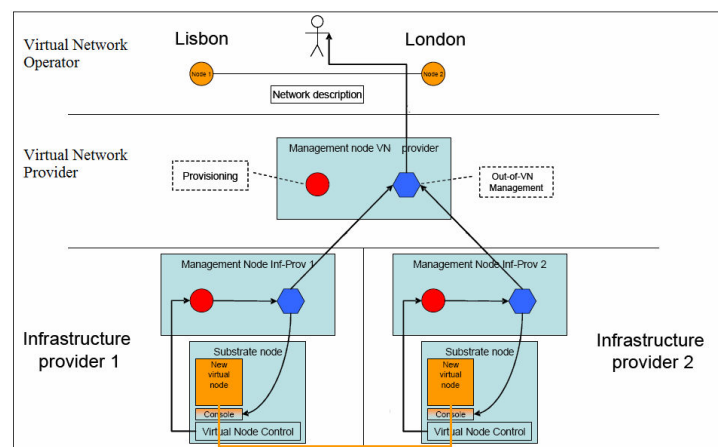 Virtual Network
Operator
Lisbon
London
Node 1
Node 2
Network description
Virtual Network
Provider
Management node VN provider
Provisioning
Out-of-VN
Management
Management Node Inf-Prov 1
Management Node Inf-Prov 2
Infrastructure
provider 1
Substrate node
New
virtual
node
Console
Virtual Node Control
Substrate node
New
virtual
node
Console
Virtual Node Control
Infrastructure
provider 2